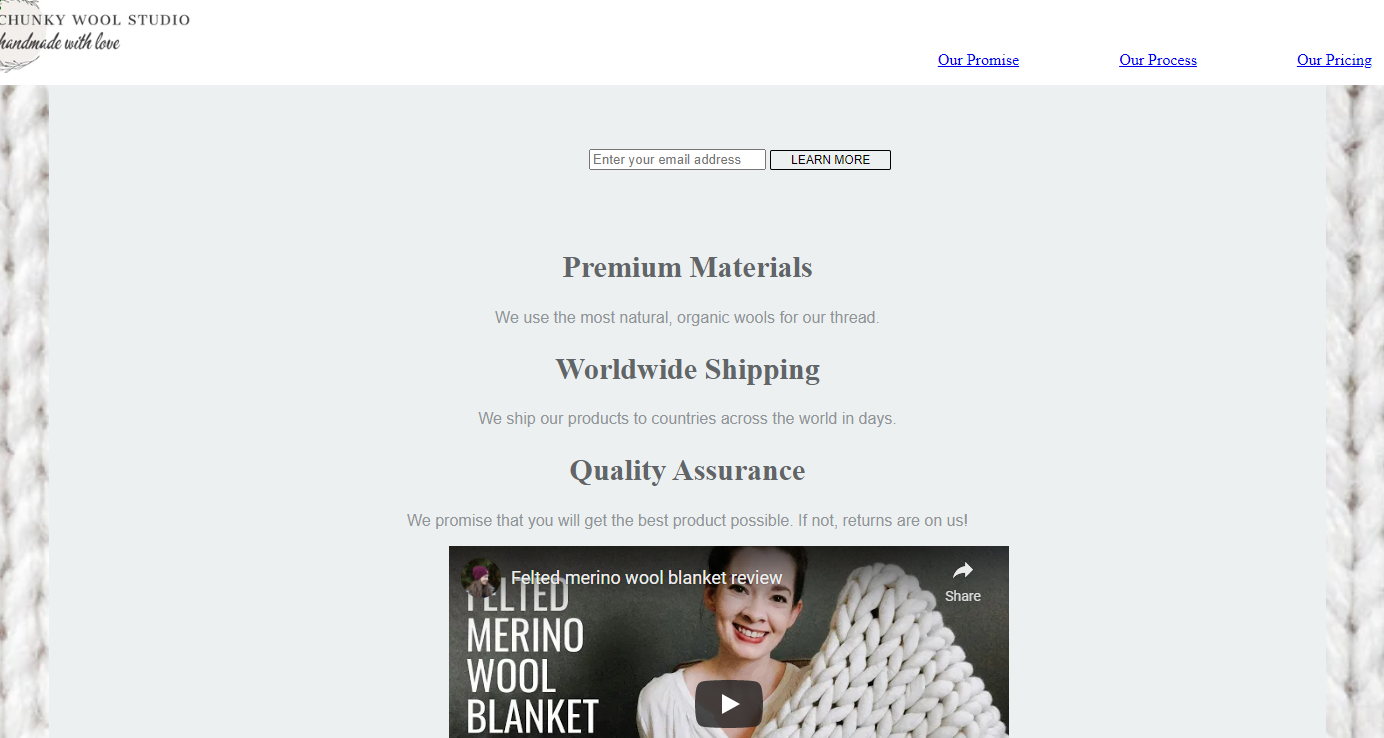 CHUNKY WOOL STUDIO
handmade with love
Our Promise
Our Process
Our Pricing
Enter your email address
LEARN MORE
Premium Materials
We use the most natural, organic wools for our thread.
Worldwide Shipping
We ship our products to countries across the world in days.
Quality Assurance
We promise that you will get the best product possible. If not, returns are on us!
Felted merino wool blanket review
Share
FELTED
MERINO
WOOL
BLANKET